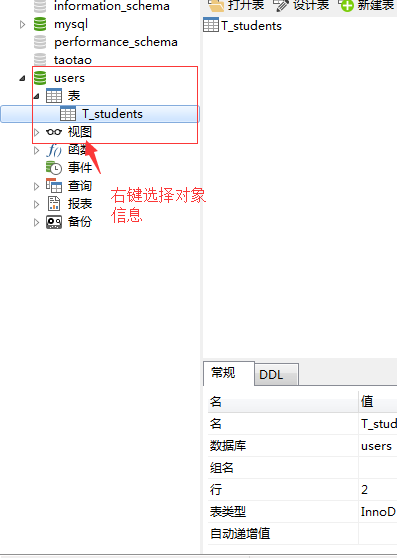 information_schema
mysql
performance_schema
taotao
users
表
T_students
视图
函数
事件
查询
报表
备份
右键选择对象
信息
打开表 设计表 新建表
T_students
常规 DDL
名 值
名 T_stud
数据库 users
组名
行 2
表类型 InnoD
自动递增值